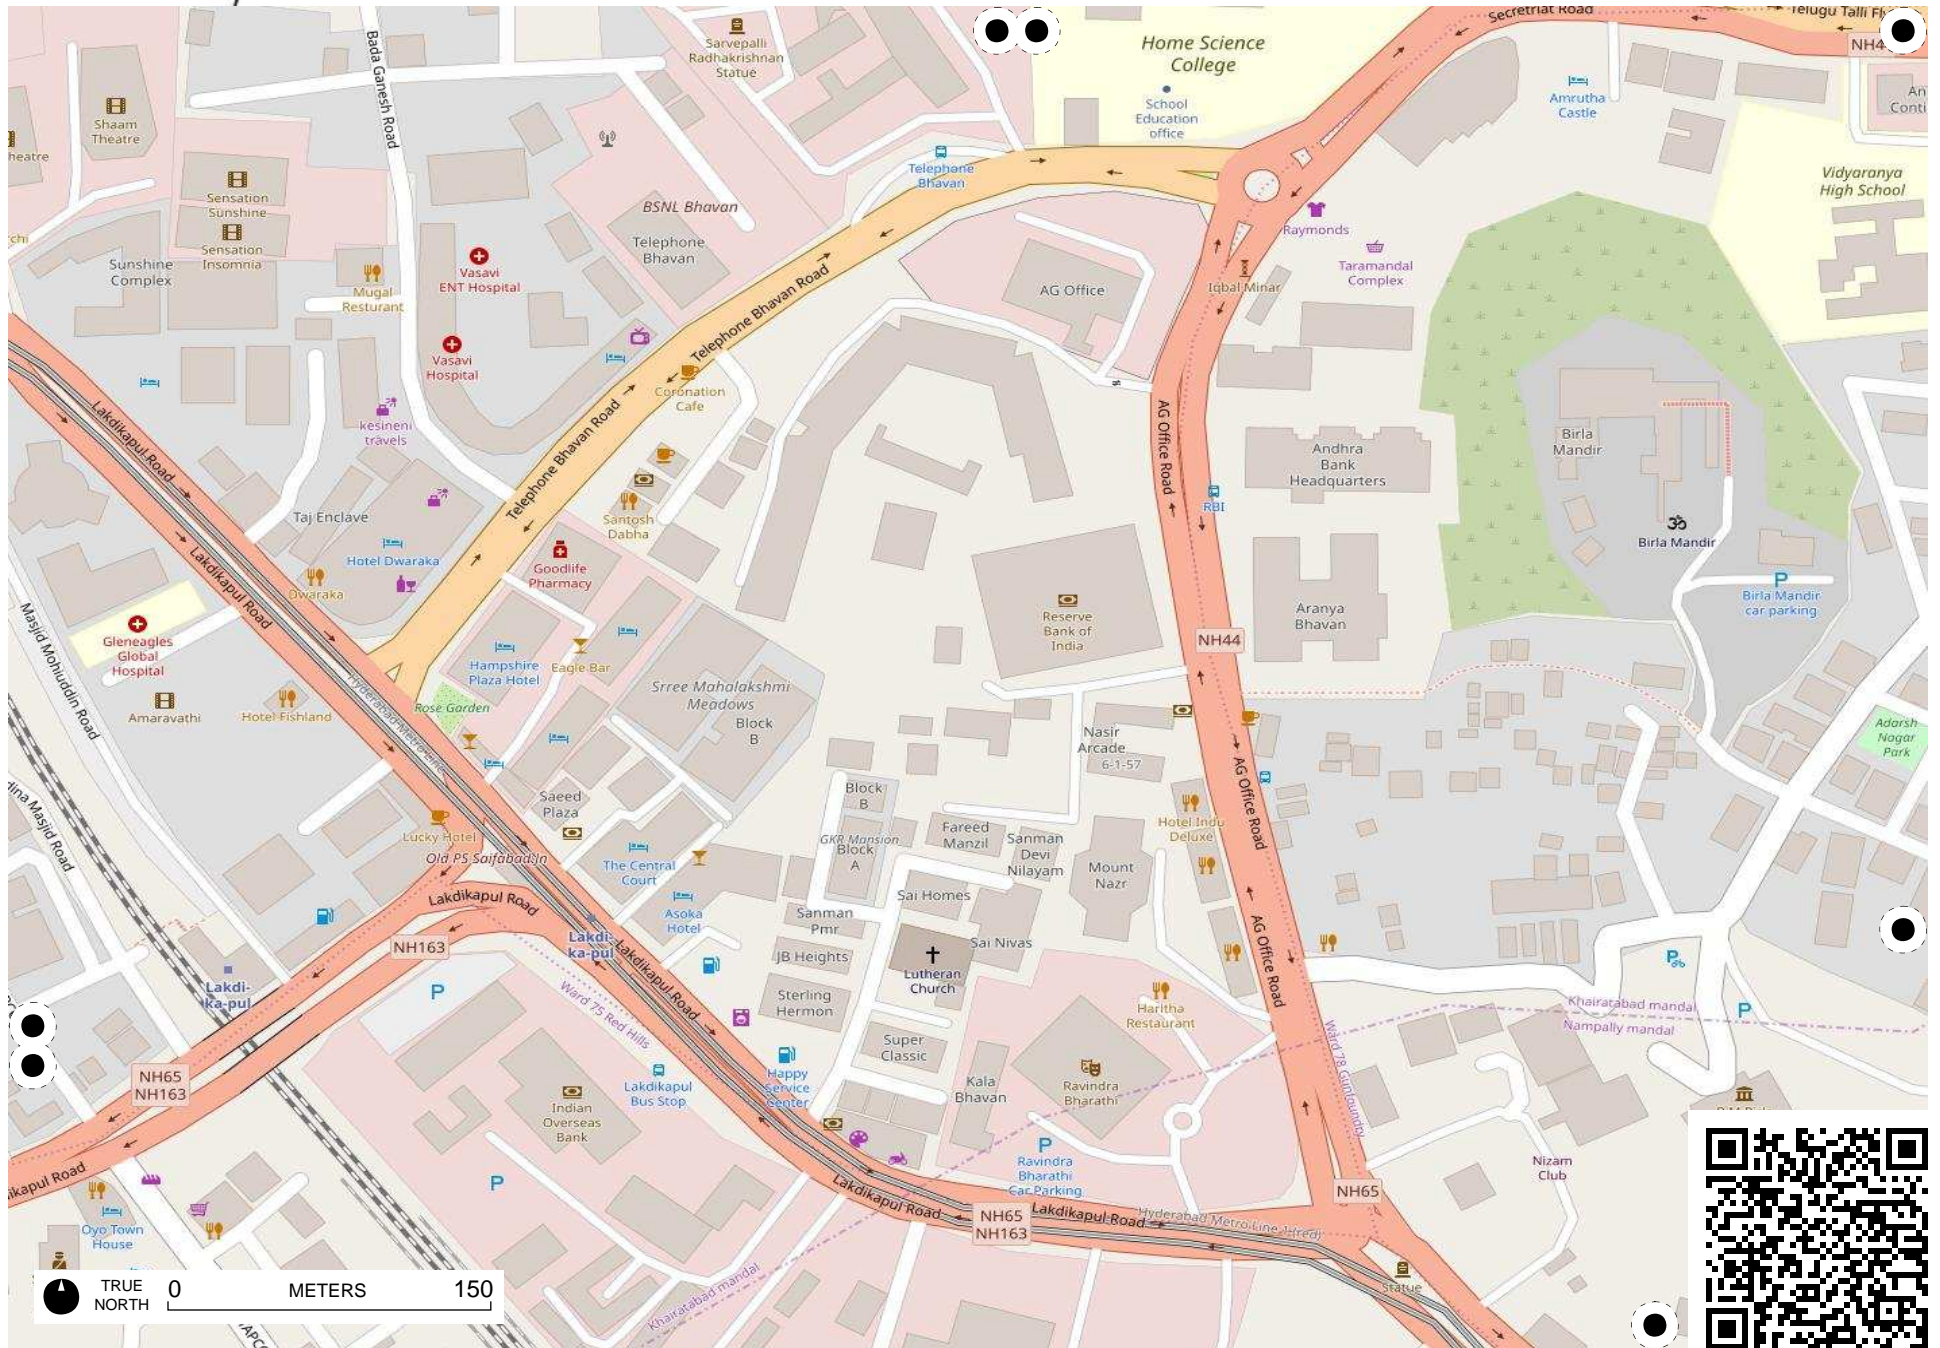 Secretriat Road
Telugu Talli Fl
NH4
Home Science
College
School
Education
office
Sarvepalli
Radhakrishnan
Statue
Bada Ganesh Road
Shaam
Theatre
heatre
Amrutha
Castle
An
Conti
Vidyaranya
High School
Sensation
Sunshine
Sensation
Insomnia
Telephone
Bhavan
BSNL Bhavan
Telephone
Bhavan
Raymonds
Taramandal
Complex
chi
Sunshine
Complex
Mugal
Resturant
Vasavi
ENT Hospital
Vasavi
Hospital
AG Office
Iqbal Minar
Telephone Bhavan Road
Coronation
Cafe
kesineni
travels
Lakdikapul Road
Telephone Bhavan Road
AG Office Road
Andhra
Bank
Headquarters
Birla
Mandir
RBI
Taj Enclave
Hotel Dwaraka
Dwaraka
Santosh
Dabha
Goodlife
Pharmacy
ॐ
Birla Mandir
P
Birla Mandir
car parking
Lakdikapul Road
Masjid Mohiuddin Road
Gleneagles
Global
Hospital
Reserve
Bank of
India
Aranya
Bhavan
NH44
Hampshire
Plaza Hotel
Eagle Bar
Amaravathi
Hotel Fishland
Hyderabad Metro Line
Rose Garden
Srree Mahalakshmi
Meadows
Block
B
Nasir
Arcade
6-1-57
Adarsh
Nagar
Park
dina Masjid Road
Saeed
Plaza
Lucky Hotel
Old PS Saifabad Jn
The Central
Court
Block
B
GKR Mansion
Block
A
Fareed
Manzil
Sanman
Devi
Nilayam
Mount
Nazr
Hotel Indu
Deluxe
AG Office Road
Lakdikapul Road
NH163
Lakdi-
ka-pul
Asoka
Hotel
Sai Homes
Sanman
Pmr
JB Heights
Sai Nivas
Lutheran
Church
AG Office Road
Lakdi-
ka-pul
P
Ward 75 Red Hills
Lakdikapul Road
Sterling
Hermon
Super
Classic
Haritha
Restaurant
Khairatabad mandal
Nampally mandal
P
P
NH65
NH163
Indian
Overseas
Bank
Lakdikapul
Bus Stop
Happy
Service
Center
Kala
Bhavan
Ravindra
Bharathi
Ward 78 Gunfoundry
P
P
Ravindra
Bharathi
Car Parking
Nizam
Club
ikapul Road
Oyo Town
House
Lakdikapul Road
NH65
NH163
Lakdikapul Road
Hyderabad Metro Line 1 (red)
NH65
Statue
Khairatabad mandal
TRUE
NORTH
0 METERS 150